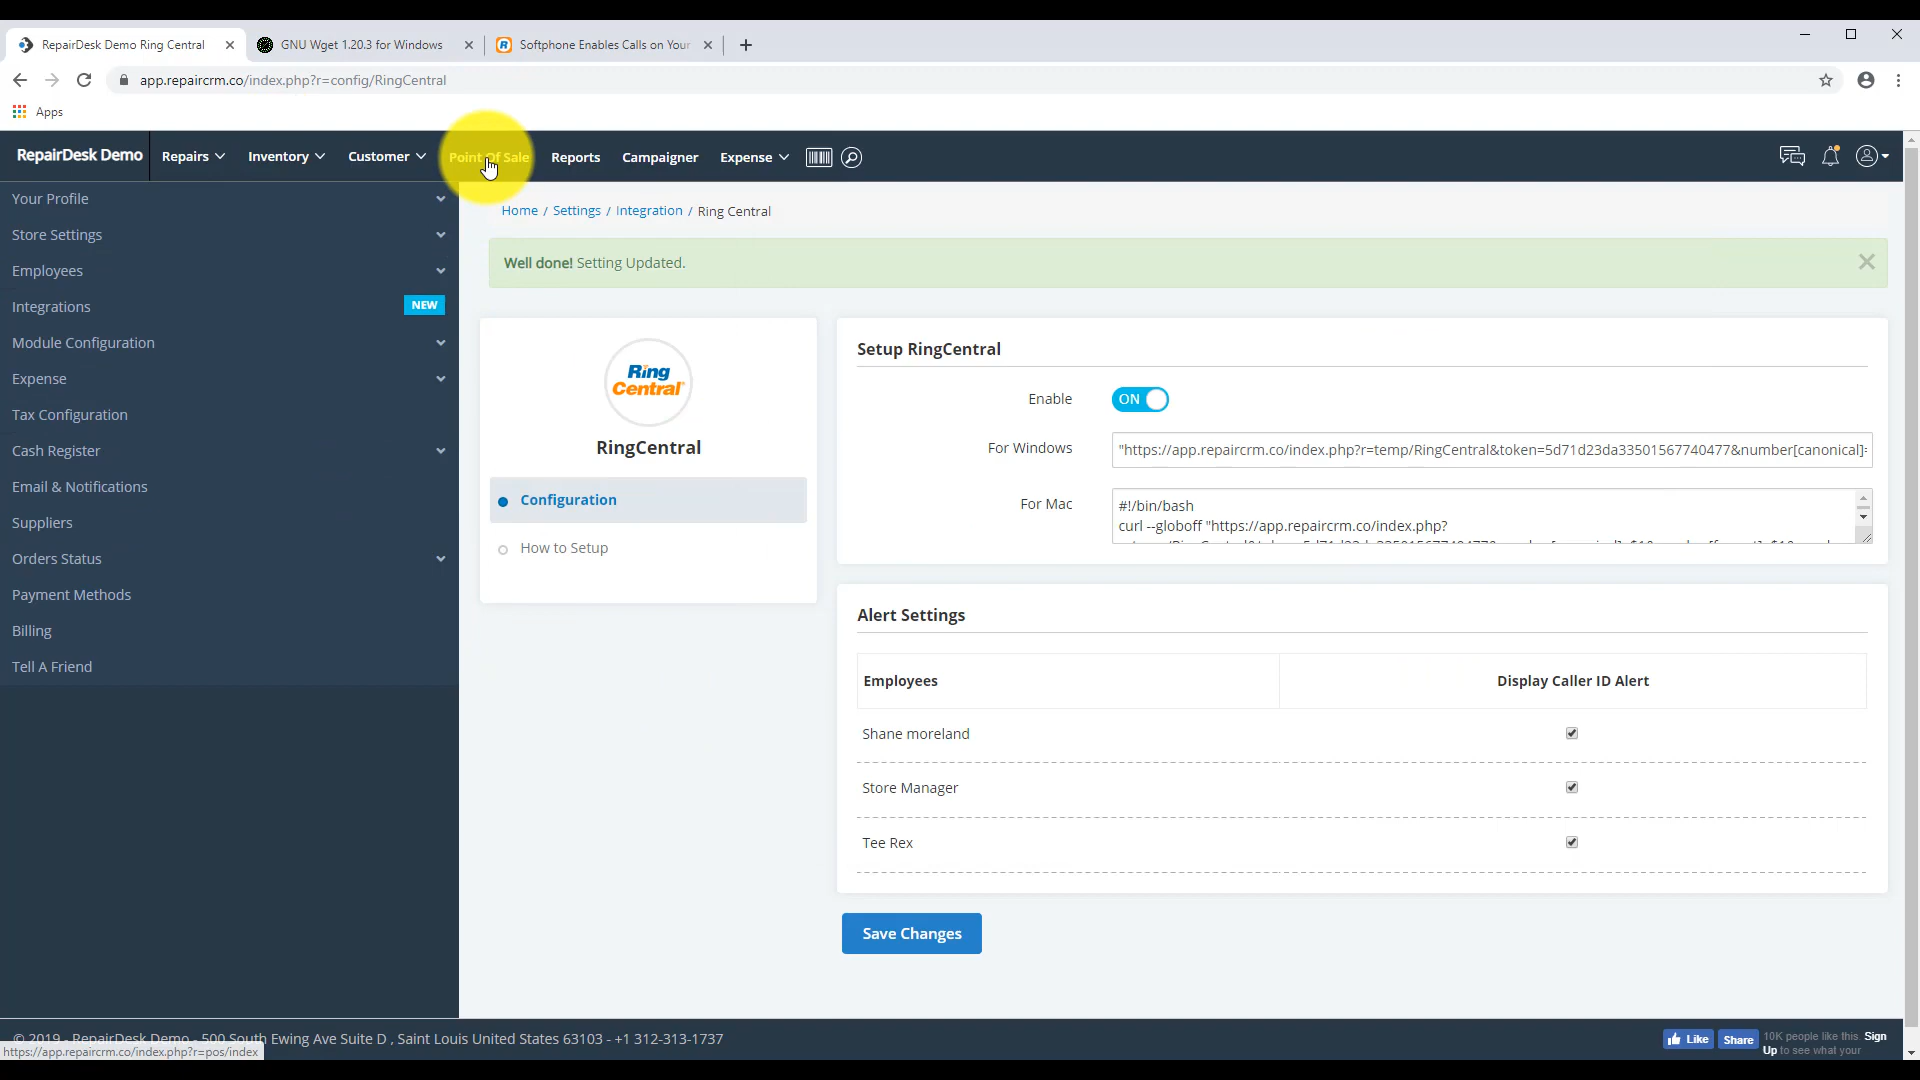 RepairDesk Demo Ring Central
GNU Wget 1.20.3 for Windows
Softphone Enables Calls on Your
app.repaircrm.co/index.php?r=config/RingCentral
Apps
RepairDesk Demo
Repairs
Inventory
Customer
Point Of Sale
Reports
Campaigner
Expense
Your Profile
Store Settings
Employees
Integrations
NEW
Module Configuration
Expense
Tax Configuration
Cash Register
Email & Notifications
Suppliers
Orders Status
Payment Methods
Billing
Tell A Friend
Home / Settings / Integration / Ring Central
Well done! Setting Updated.
Ring
Central
RingCentral
Configuration
How to Setup
Setup RingCentral
Enable
ON
For Windows
"https://app.repaircrm.co/index.php?r=temp/RingCentral&token=5d71d23da33501567740477&number[canonical]=
For Mac
#!/bin/bash
curl --globoff "https://app.repaircrm.co/index.php?
Alert Settings
Employees
Display Caller ID Alert
Shane moreland
Store Manager
Tee Rex
Save Changes
© 2019 - RepairDesk Demo - 500 South Ewing Ave Suite D , Saint Louis United States 63103 - +1 312-313-1737
https://app.repaircrm.co/index.php?r=pos/index
Like
Share
10K people like this. Sign
Up to see what your